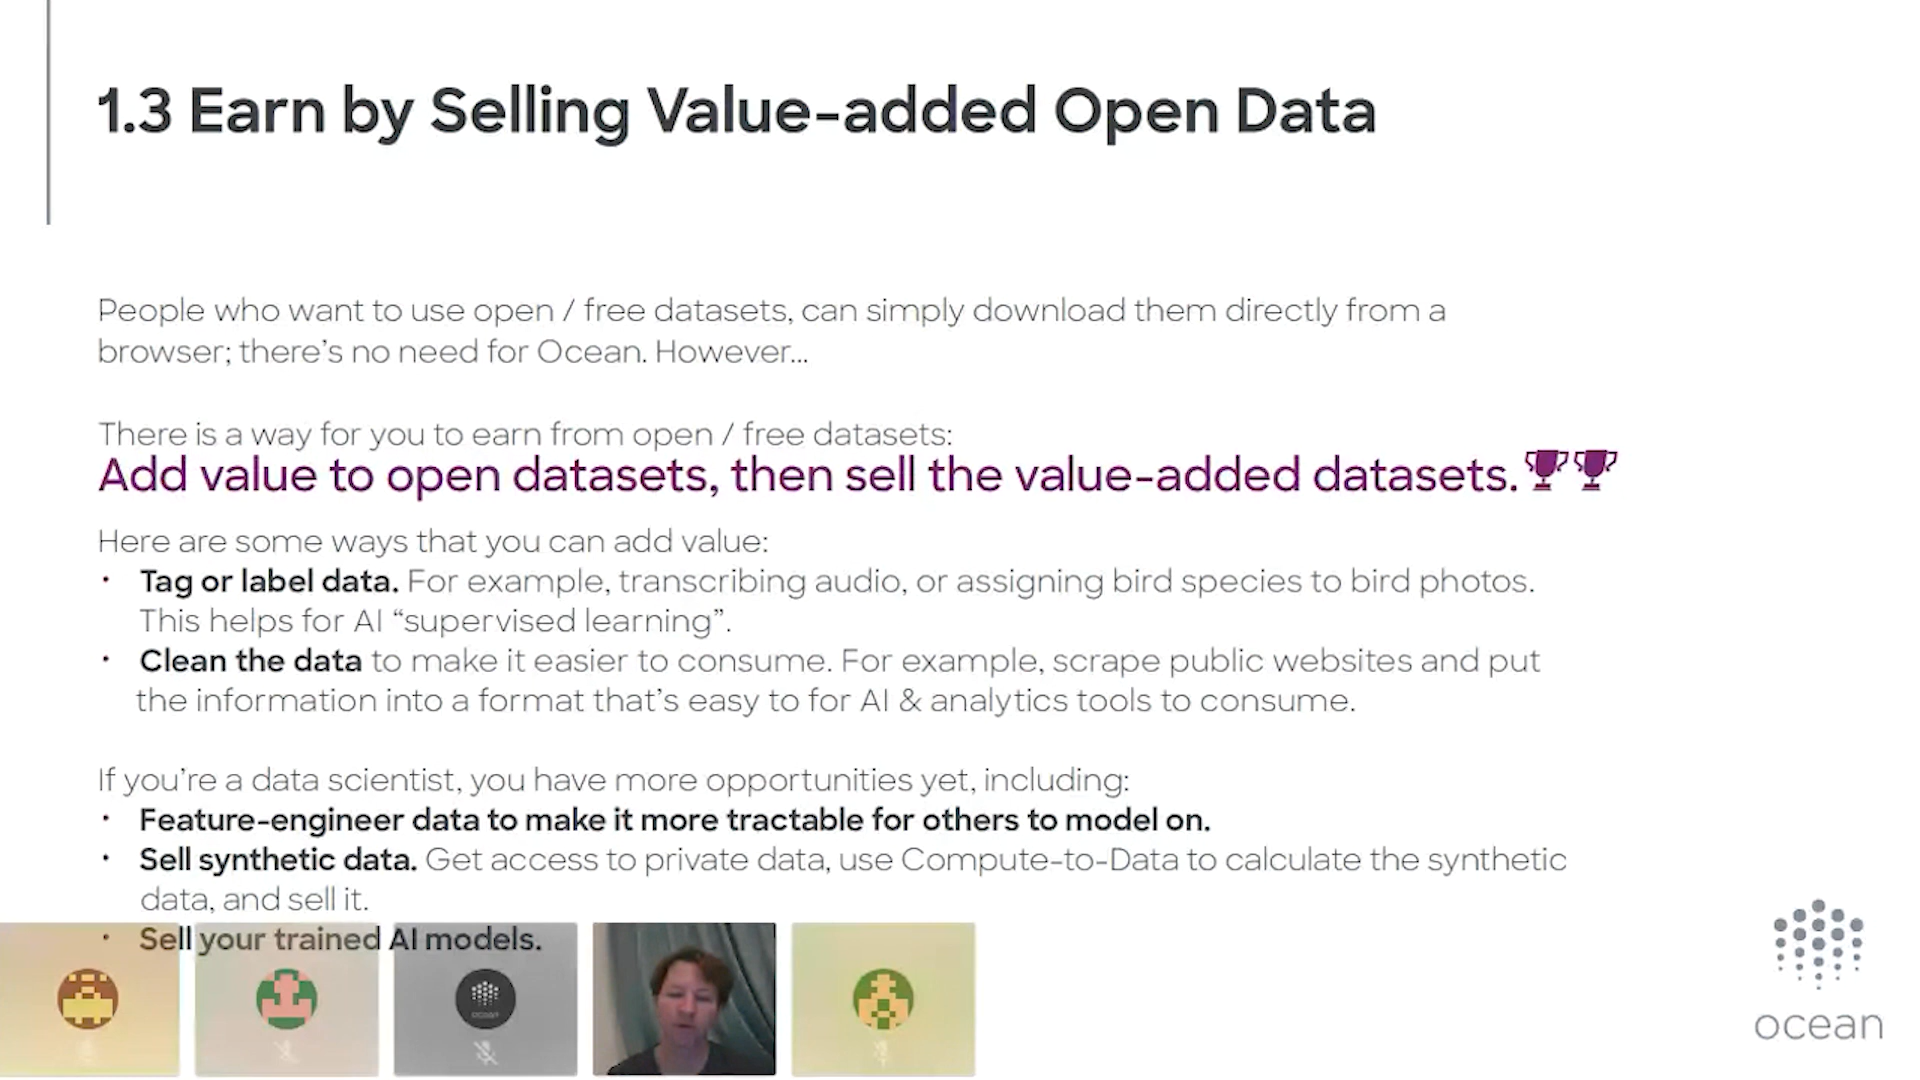 1.3 Earn by Selling Value-added Open Data
People who want to use open / free datasets, can simply download them directly from a
browser; there's no need for Ocean. However...
There is a way for you to earn from open / free datasets:
Add value to open datasets, then sell the value-added datasets.🏆🏆
Here are some ways that you can add value:
• Tag or label data. For example, transcribing audio, or assigning bird species to bird photos.
This helps for AI “supervised learning”.
• Clean the data to make it easier to consume. For example, scrape public websites and put
the information into a format that's easy to for AI & analytics tools to consume.
If you're a data scientist, you have more opportunities yet, including:
• Feature-engineer data to make it more tractable for others to model on.
• Sell synthetic data. Get access to private data, use Compute-to-Data to calculate the synthetic
data, and sell it.
• Sell your trained AI models.
ocean
ocean